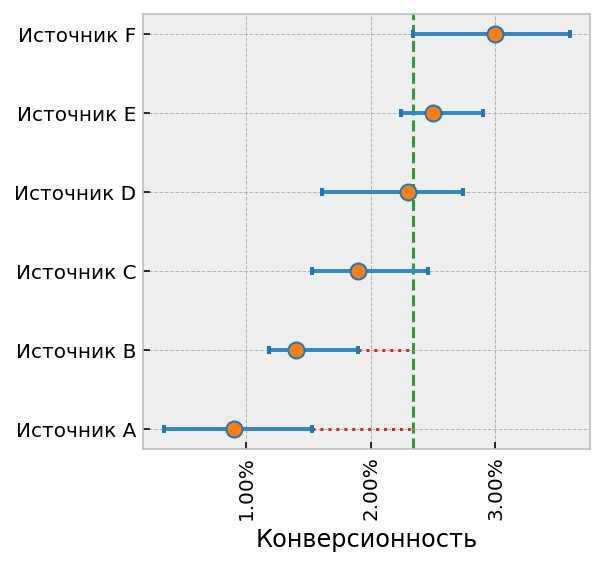 Источник F
Источник E
Источник D
Источник C
Источник B
Источник A
1.00%
2.00%
3.00%
Конверсионность